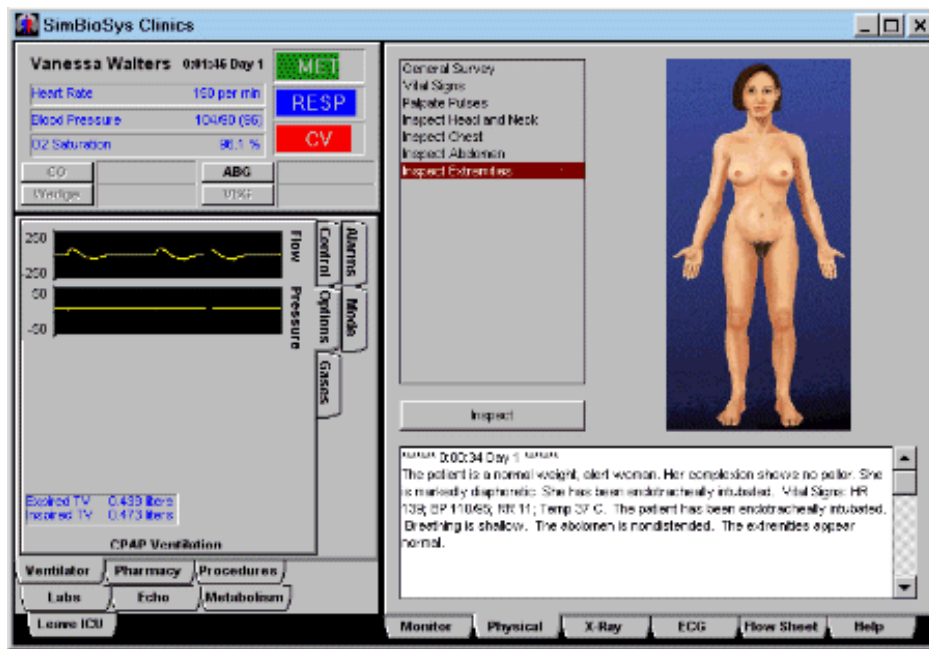 SimBioSys Clinics
Vanessa Walters 0:01:46 Day 1
Heart Rate 150 per min
Blood Pressure 104/90 (96)
O2 Saturation 96.1 %
MET
RESP
CV
CO
ABG
Wedge
VBG
250
-250
Flow
50
-50
Pressure
Control
Alarms
Options
Mode
Gases
Expired TV 0.439 liters
Inspired TV 0.473 liters
CPAP Ventilation
Ventilator Pharmacy Procedures
Labs Echo Metabolism
Leave ICU
General Survey
Vital Signs
Palpate Pulses
Inspect Head and Neck
Inspect Chest
Inspect Abdomen
Inspect Extremities
Inspect
****** 0:00:34 Day 1 ******
The patient is a normal weight, alert woman. Her complexion shows no pallor. She
is markedly diaphoretic. She has been endotracheally intubated. Vital Signs: HR
139; BP 110/95; RR 11; Temp 37 C. The patient has been endotracheally intubated.
Breathing is shallow. The abdomen is nondistended. The extremities appear
normal.
Monitor Physical X-Ray ECG Flow Sheet Help